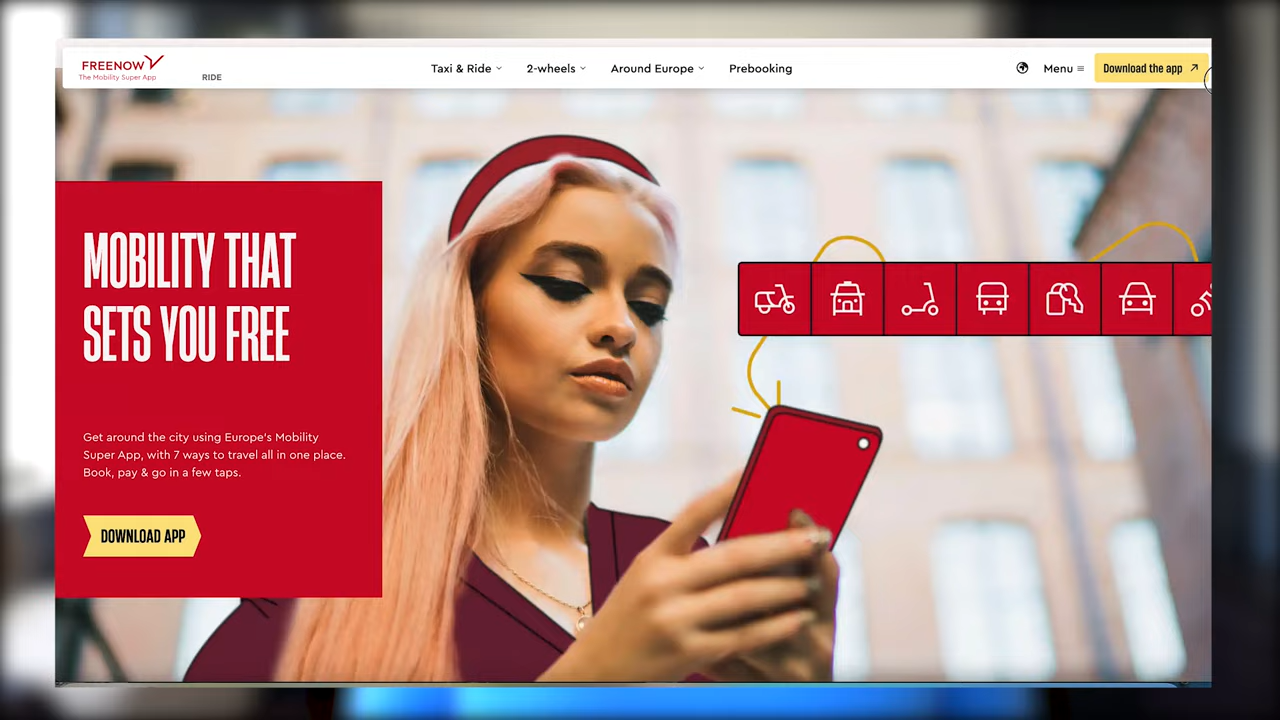 FREENOW
The Mobility Super App
RIDE
Taxi & Ride
2-wheels
Around Europe
Prebooking
Menu
Download the app
MOBILITY THAT
SETS YOU FREE
Get around the city using Europe's Mobility
Super App, with 7 ways to travel all in one place.
Book, pay & go in a few taps.
DOWNLOAD APP